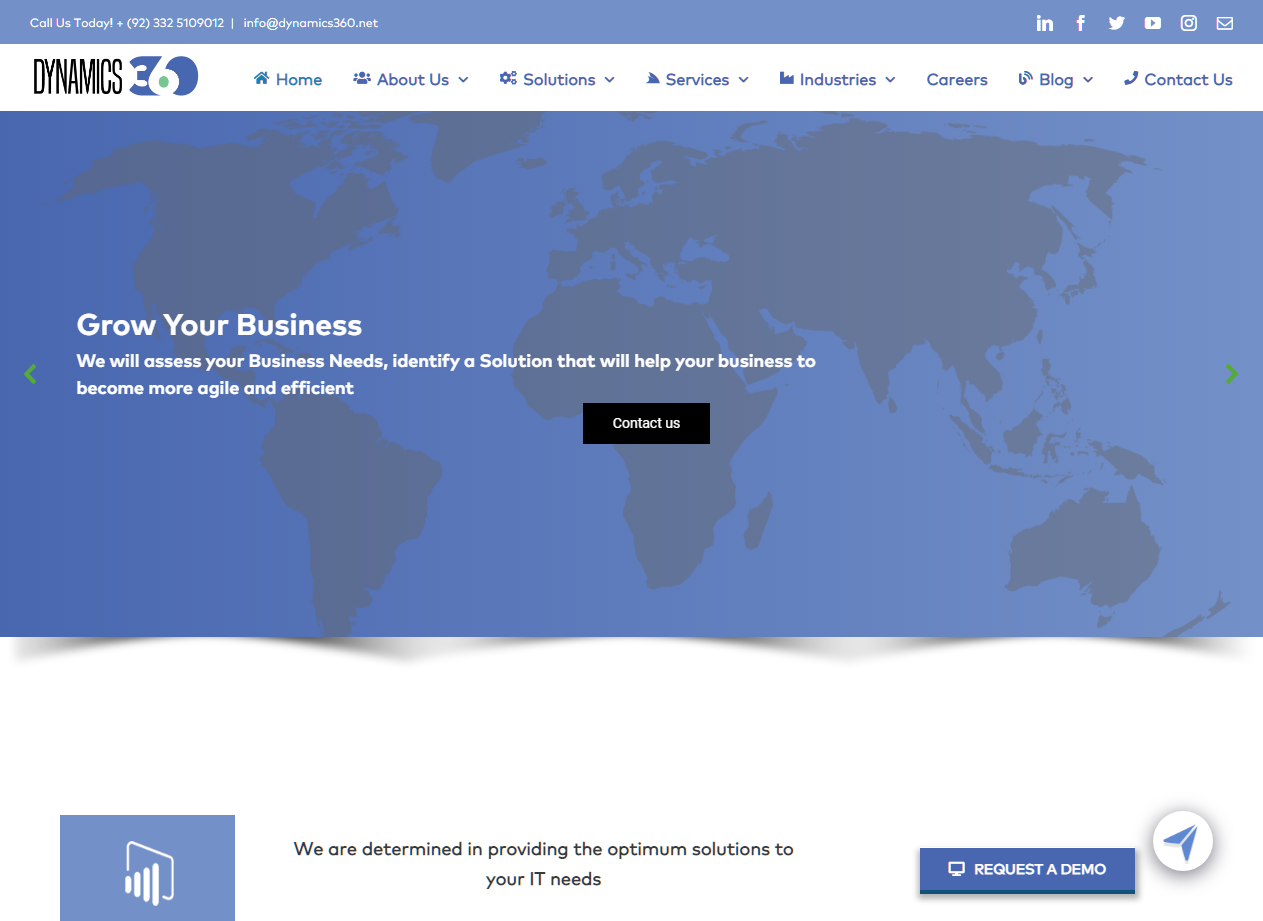 Call Us Today! + (92) 332 5109012 | info@dynamics360.net
DYNAMICS 360
Home About Us Solutions Services Industries Careers Blog Contact Us
Grow Your Business
We will assess your Business Needs, identify a Solution that will help your business to
become more agile and efficient
Contact us
We are determined in providing the optimum solutions to
your IT needs
REQUEST A DEMO